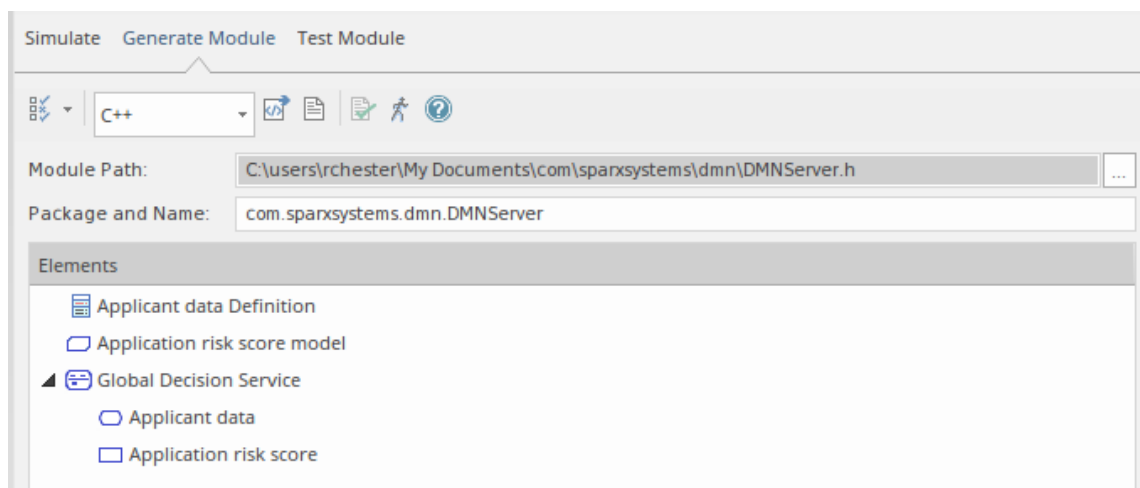 Simulate Generate Module Test Module
C++
Module Path: C:\users\rchester\My Documents\com\sparxsystems\dmn\DMNServer.h ...
Package and Name: com.sparxsystems.dmn.DMNServer
Elements
Applicant data Definition
Application risk score model
Global Decision Service
Applicant data
Application risk score